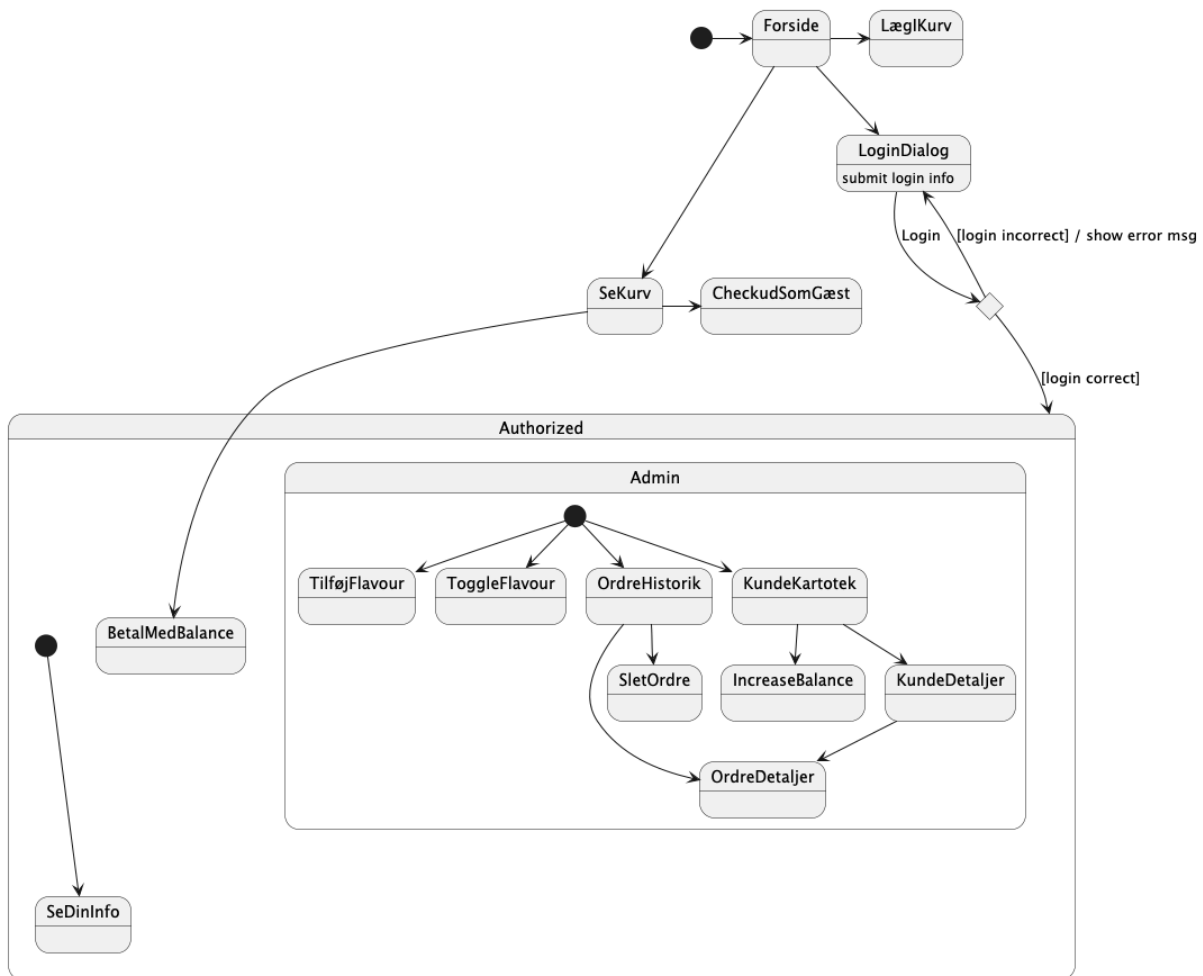 Forside
LæglKurv
LoginDialog
submit login info
Login
[login incorrect] / show error msg
SeKurv
CheckudSomGæst
[login correct]
Authorized
Admin
TilføjFlavour
ToggleFlavour
OrdreHistorik
KundeKartotek
BetalMedBalance
SletOrdre
IncreaseBalance
KundeDetaljer
OrdreDetaljer
SeDinInfo